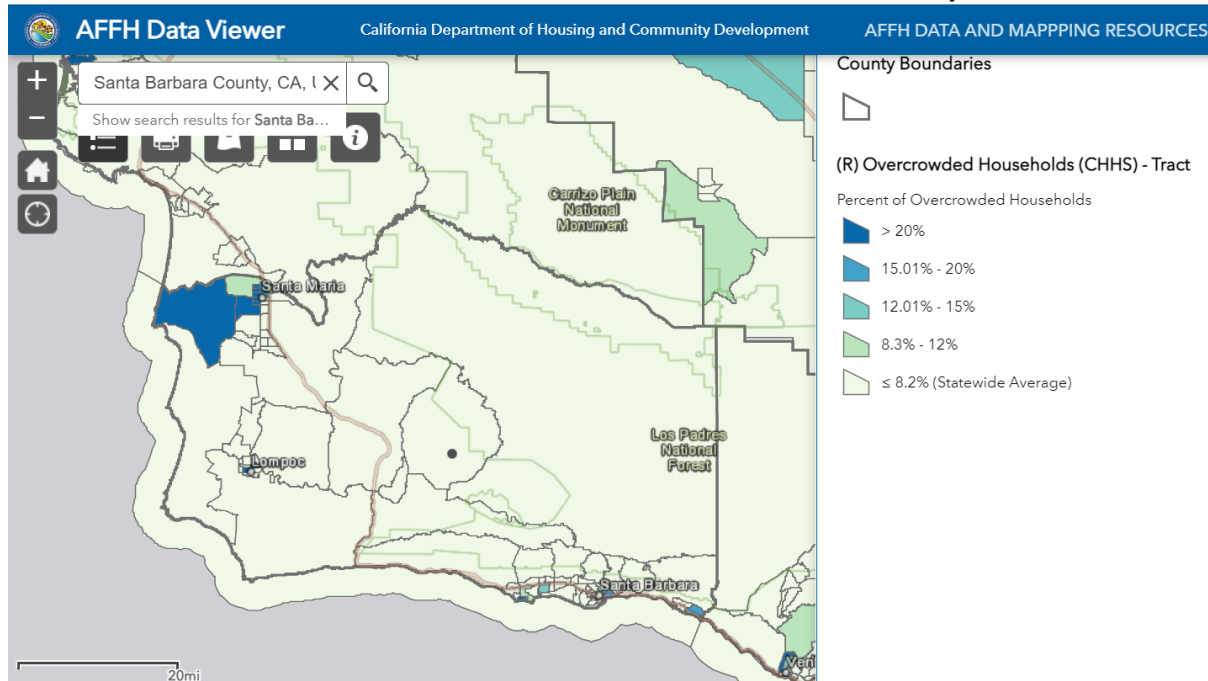 AFFH Data Viewer
California Department of Housing and Community Development
AFFH DATA AND MAPPPING RESOURCES
+
Santa Barbara County, CA, U
−
Show search results for Santa Ba...
i
County Boundaries
(R) Overcrowded Households (CHHS) - Tract
Percent of Overcrowded Households
> 20%
15.01% - 20%
12.01% - 15%
8.3% - 12%
≤ 8.2% (Statewide Average)
Carrizo Plain
National
Monument
Santa Maria
Los Padres
National
Forest
Lompoc
Santa Barbara
Ven
20mi